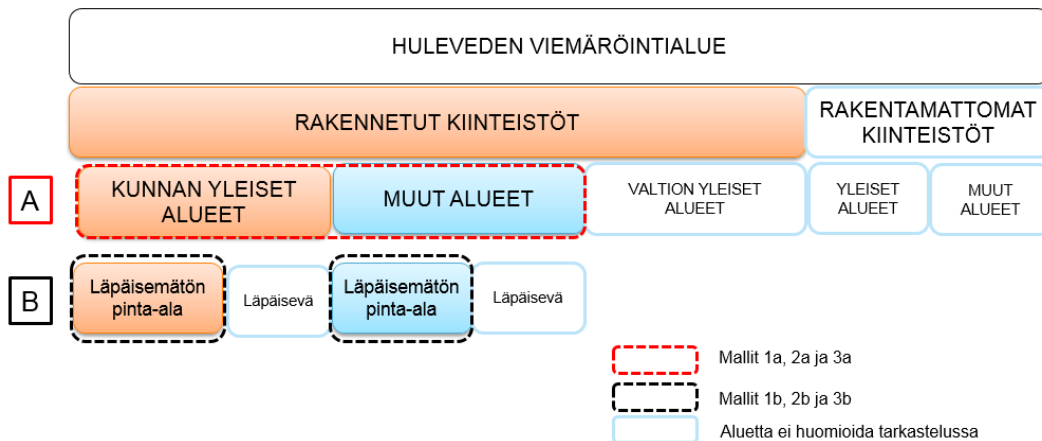 HULEVEDEN VIEMÄRÖINTIALUE
RAKENNETUT KIINTEISTÖT
RAKENTAMATTOMAT
KIINTEISTÖT
A
KUNNAN YLEISET
ALUEET
MUUT ALUEET
VALTION YLEISET
ALUEET
YLEISET
ALUEET
MUUT
ALUEET
B
Läpäisemätön
pinta-ala
Läpäisevä
Läpäisemätön
pinta-ala
Läpäisevä
Mallit 1a, 2a ja 3a
Mallit 1b, 2b ja 3b
Aluetta ei huomioida tarkastelussa